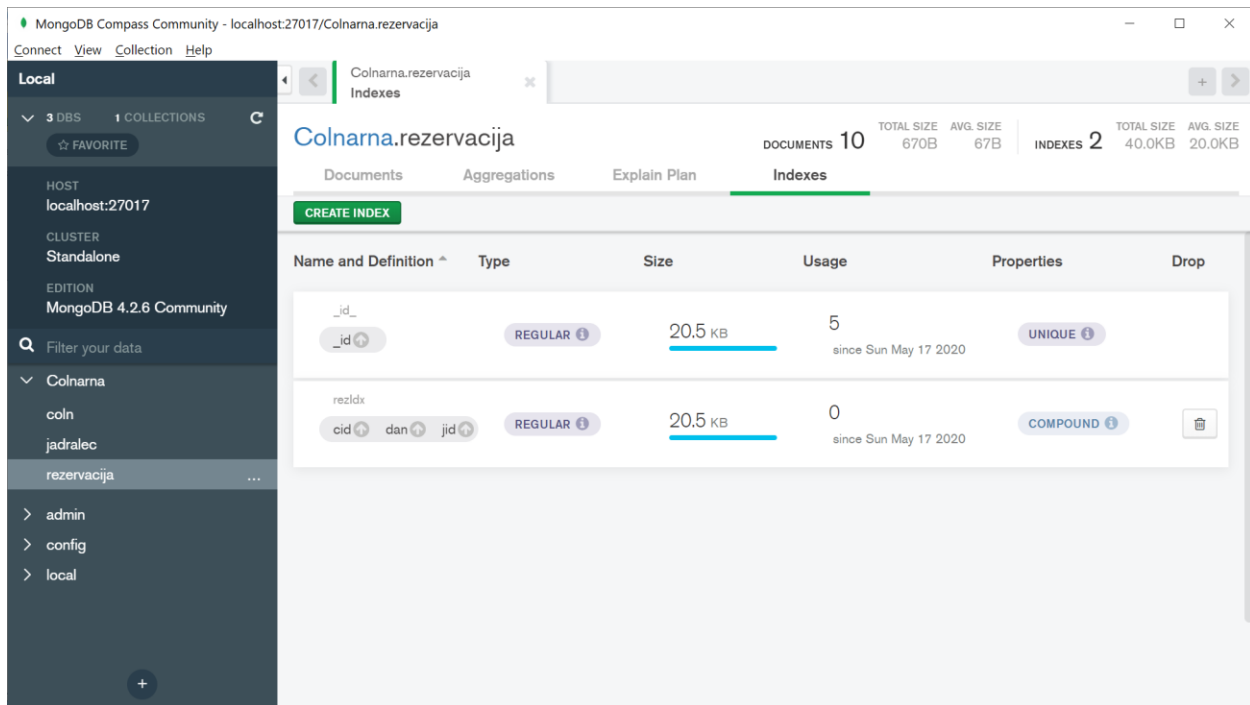 MongoDB Compass Community - localhost:27017/Colnarna.rezervacija
Connect View Collection Help
Local
3 DBS 1 COLLECTIONS
FAVORITE
HOST
localhost:27017
CLUSTER
Standalone
EDITION
MongoDB 4.2.6 Community
Filter your data
Colnarna
coln
jadralec
rezervacija ...
admin
config
local
+
Colnarna.rezervacija
Indexes
+
Colnarna.rezervacija
DOCUMENTS 10 TOTAL SIZE 670B AVG. SIZE 67B INDEXES 2 TOTAL SIZE 40.0KB AVG. SIZE 20.0KB
Documents Aggregations Explain Plan Indexes
CREATE INDEX
Name and Definition Type Size Usage Properties Drop
_id_
_id REGULAR 20.5 KB 5 UNIQUE
since Sun May 17 2020
rezIdx
cid dan jid REGULAR 20.5 KB 0 COMPOUND
since Sun May 17 2020